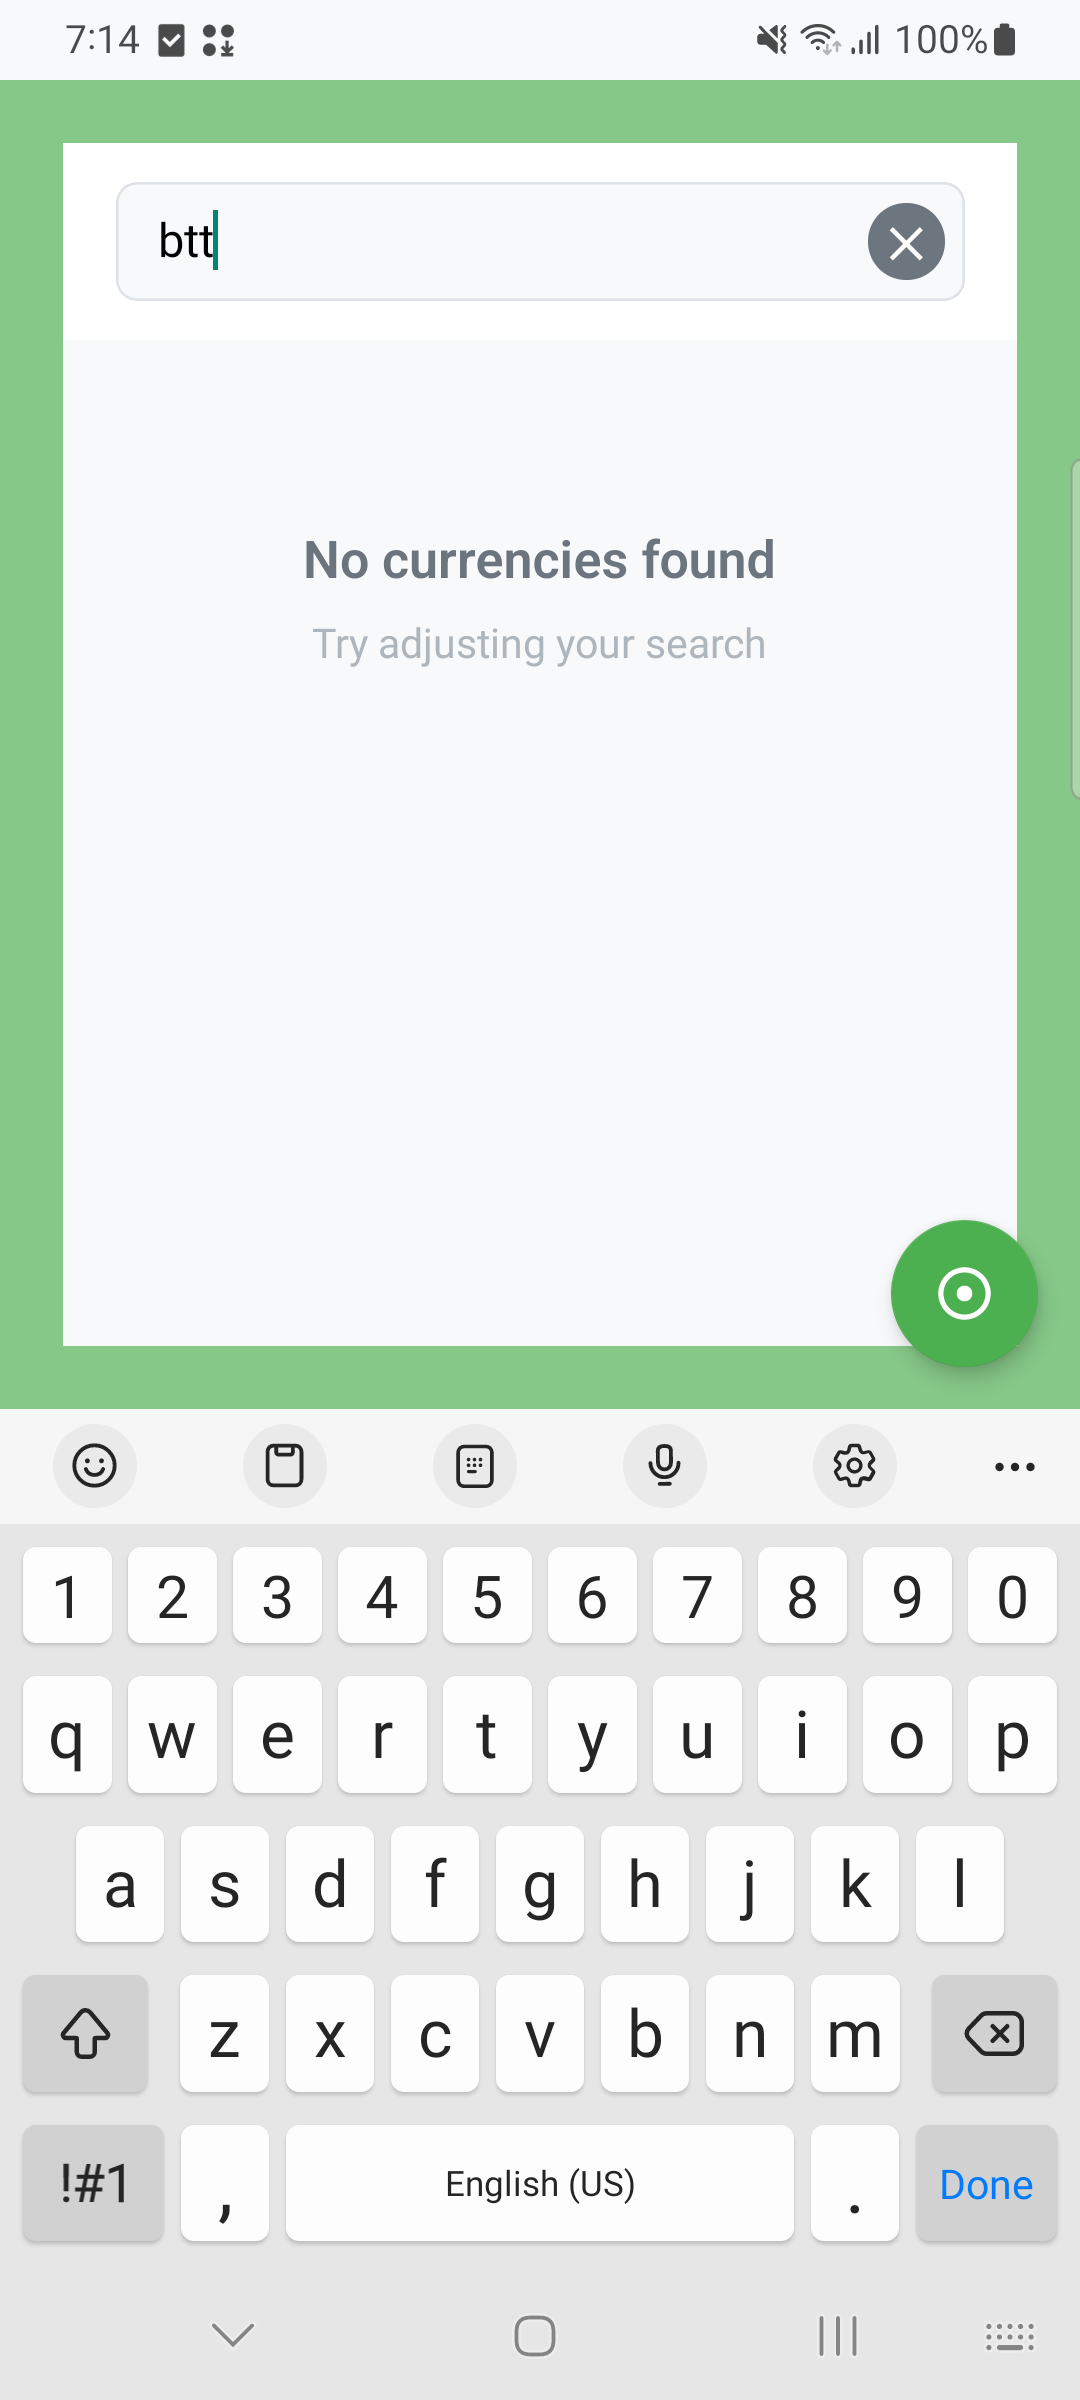 7:14 100%
btt
No currencies found
Try adjusting your search
1 2 3 4 5 6 7 8 9 0
q w e r t y u i o p
a s d f g h j k l
z x c v b n m
!#1 , English (US) . Done